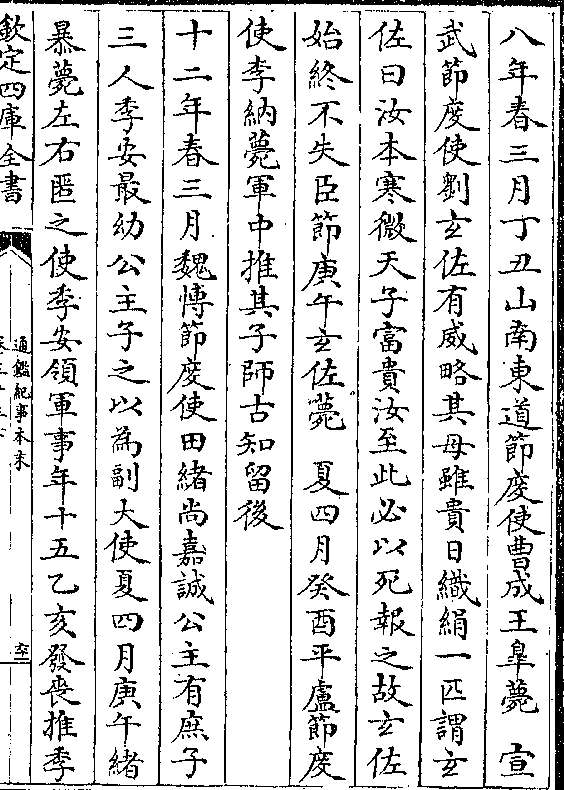 八年春三月丁丑山南東道節度使曹成王臯薨　宣
武節度使劉玄佐有威略其母雖貴日織絹一匹謂玄
佐曰汝本寒微天子富貴汝至此必以死報之故玄佐
始終不失臣節庚午玄佐薨　夏四月癸酉平盧節度
使李納薨軍中推其子師古知留後
十二年春三月魏博節度使田緒尚嘉誠公主有庶子
三人季安最幼公主子之以為副大使夏四月庚午緒
暴薨左右匿之使季安領軍事年十五乙亥發喪推季
欽定四庫全書
通鑑紀事本末